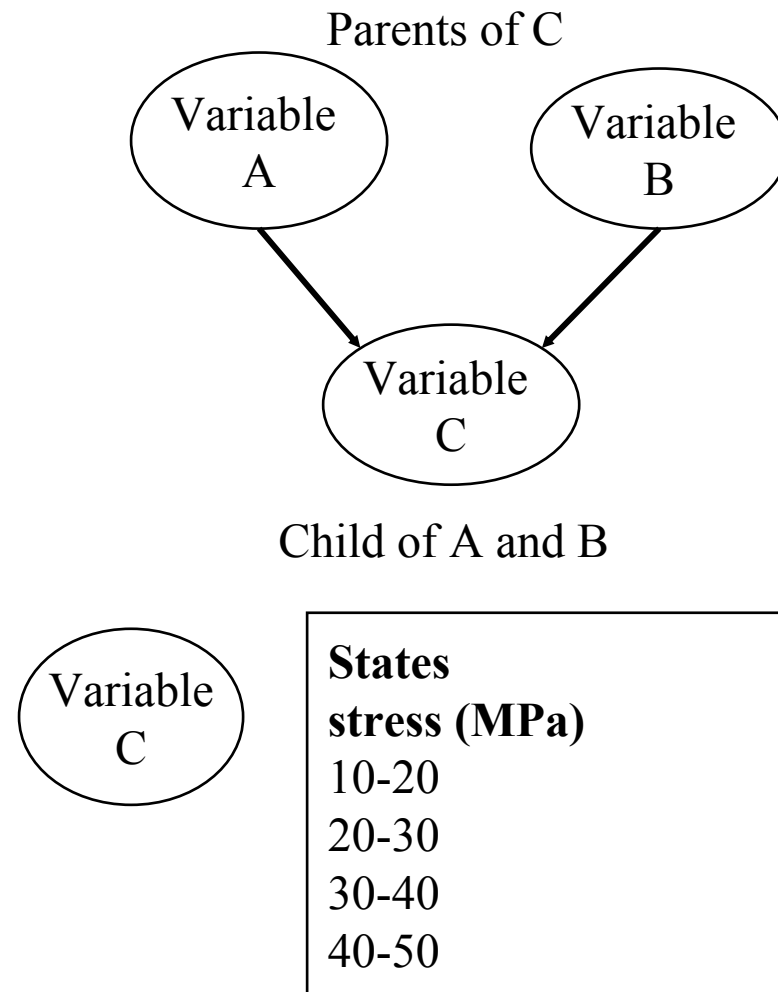 Parents of C
Variable
A
Variable
B
Variable
C
Child of A and B
Variable
C
States
stress (MPa)
10-20
20-30
30-40
40-50